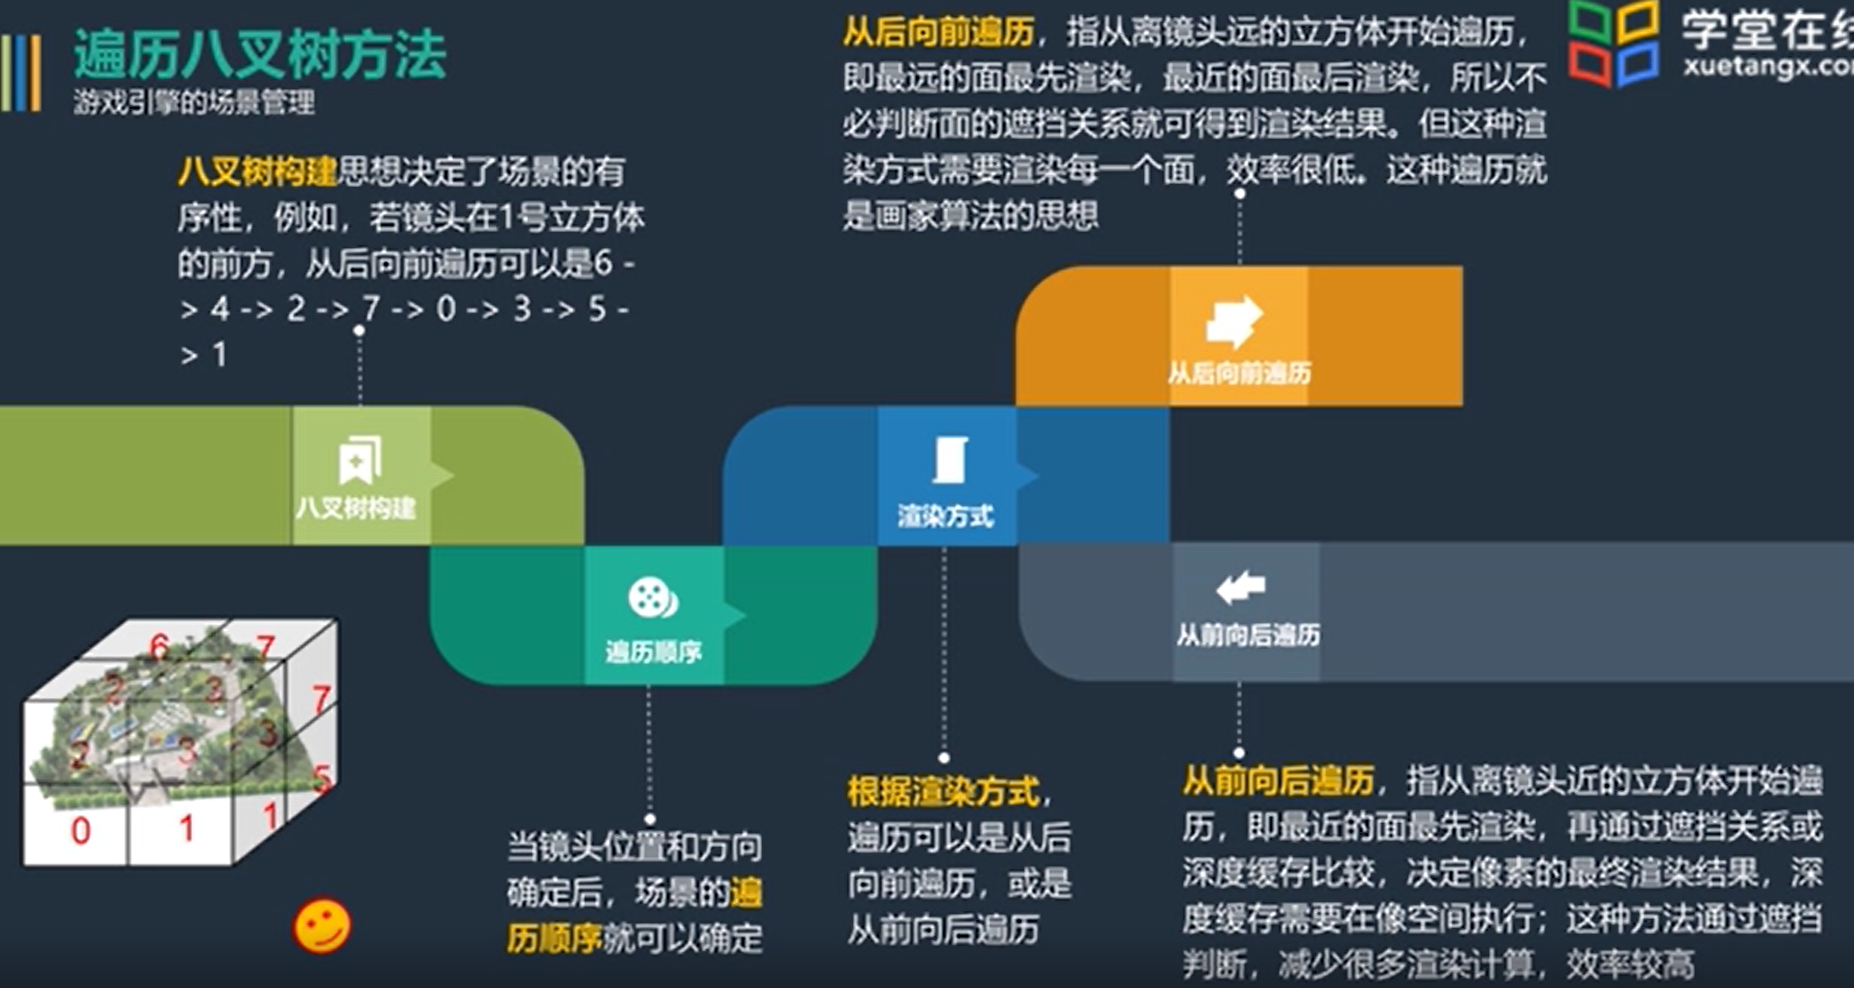 遍历八叉树方法
游戏引擎的场景管理
学堂在线
xuetangx.com
八叉树构建思想决定了场景的有
序性，例如，若镜头在1号立方体
的前方，从后向前遍历可以是6 -
> 4 -> 2 -> 7 -> 0 -> 3 -> 5 -
> 1
从后向前遍历，指从离镜头远的立方体开始遍历，
即最远的面最先渲染，最近的面最后渲染，所以不
必判断面的遮挡关系就可得到渲染结果。但这种渲
染方式需要渲染每一个面，效率很低。这种遍历就
是画家算法的思想
从后向前遍历
八叉树构建
渲染方式
遍历顺序
从前向后遍历
6 7
2 3
7
2 3 3
5
0 1 1
当镜头位置和方向
确定后，场景的遍
历顺序就可以确定
根据渲染方式，
遍历可以是从后
向前遍历，或是
从前向后遍历
从前向后遍历，指从离镜头近的立方体开始遍
历，即最近的面最先渲染，再通过遮挡关系或
深度缓存比较，决定像素的最终渲染结果，深
度缓存需要在像空间执行；这种方法通过遮挡
判断，减少很多渲染计算，效率较高